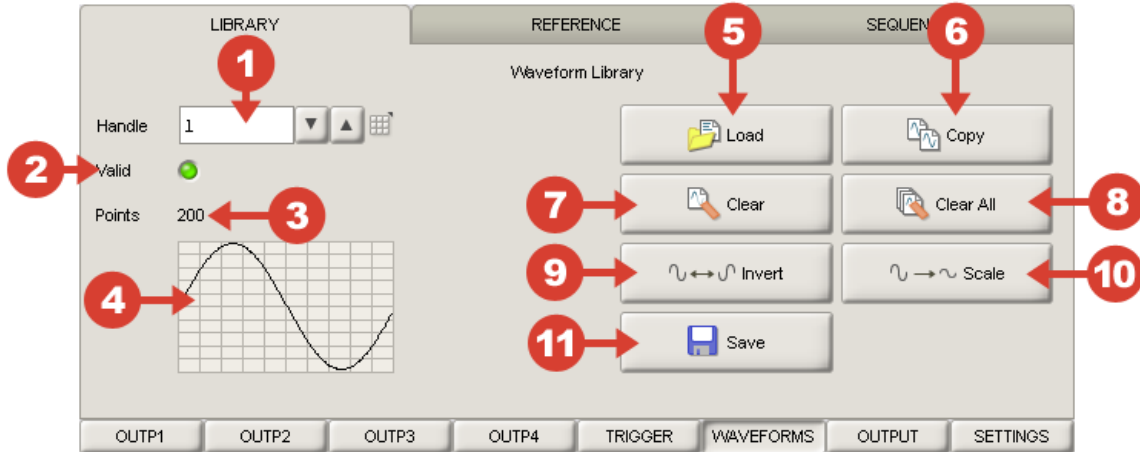 LIBRARY REFERENCE SEQUEN
1 5 6
Waveform Library
Handle 1 Load Copy
2 Valid
7 Clear Clear All 8
Points 200 3
4 9 Invert Scale 10
11 Save
OUTP1 OUTP2 OUTP3 OUTP4 TRIGGER WAVEFORMS OUTPUT SETTINGS